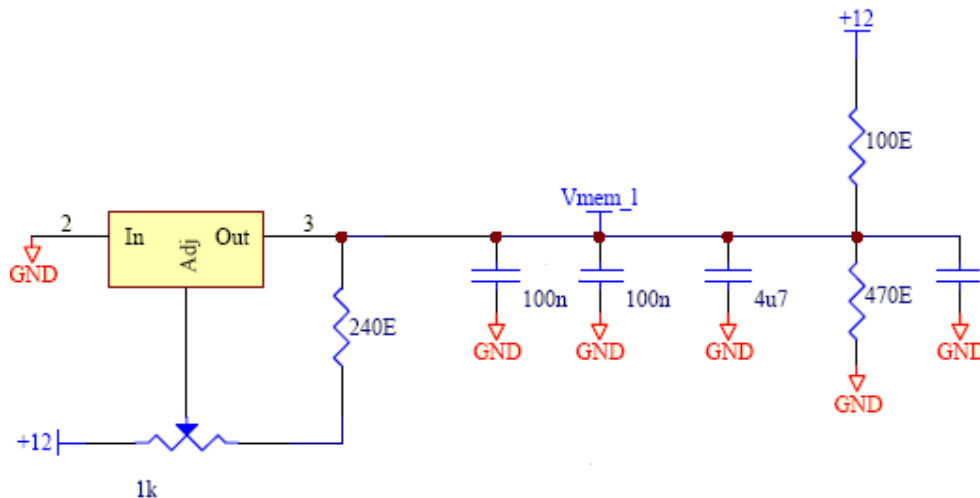 +12
100E
Vmem_1
2
In
Adj
Out
3
GND
100n
100n
4u7
470E
240E
GND
GND
GND
GND
GND
+12
1k